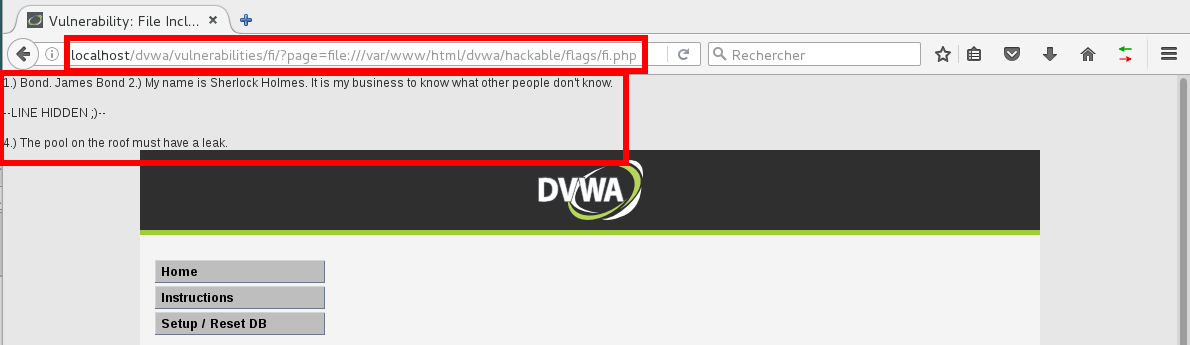 Vulnerability: File Incl...
localhost/dvwa/vulnerabilities/fi/?page=file:///var/www/html/dvwa/hackable/flags/fi.php
Rechercher
1.) Bond. James Bond 2.) My name is Sherlock Holmes. It is my business to know what other people don't know.
--LINE HIDDEN ;)--
4.) The pool on the roof must have a leak.
DVWA
Home
Instructions
Setup / Reset DB